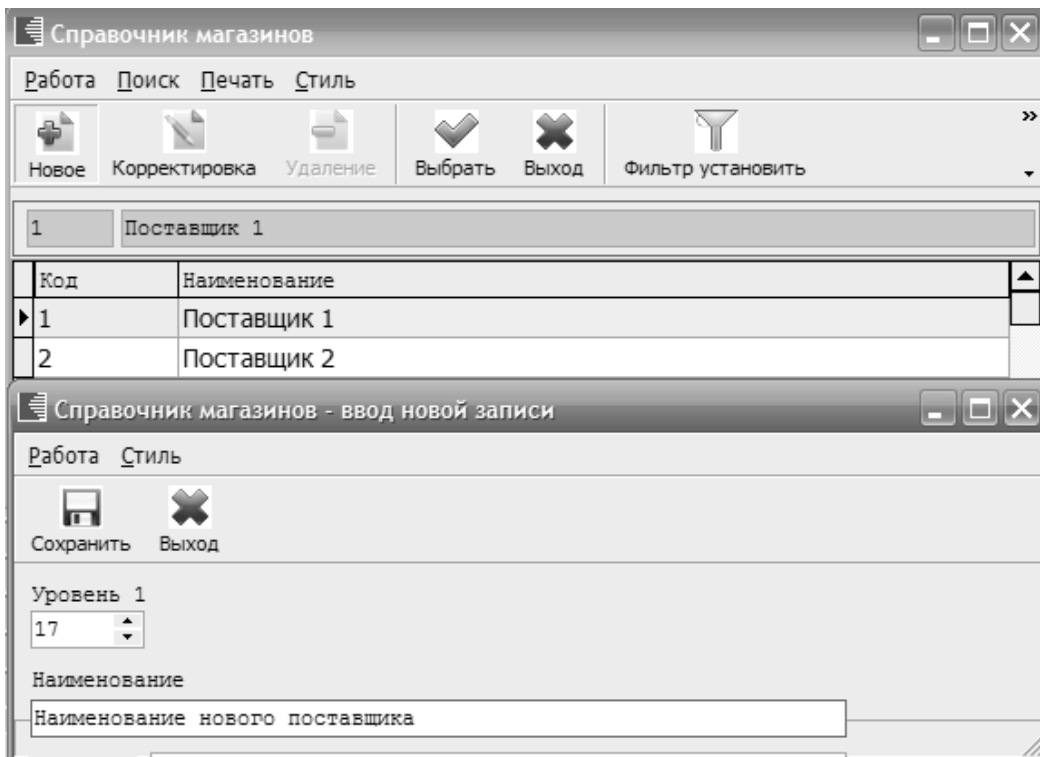 Справочник магазинов
Работа Поиск Печать Стиль
Новое Корректировка Удаление Выбрать Выход Фильтр установить
1 Поставщик 1
Код Наименование
1 Поставщик 1
2 Поставщик 2
Справочник магазинов - ввод новой записи
Работа Стиль
Сохранить Выход
Уровень 1
17
Наименование
Наименование нового поставщика